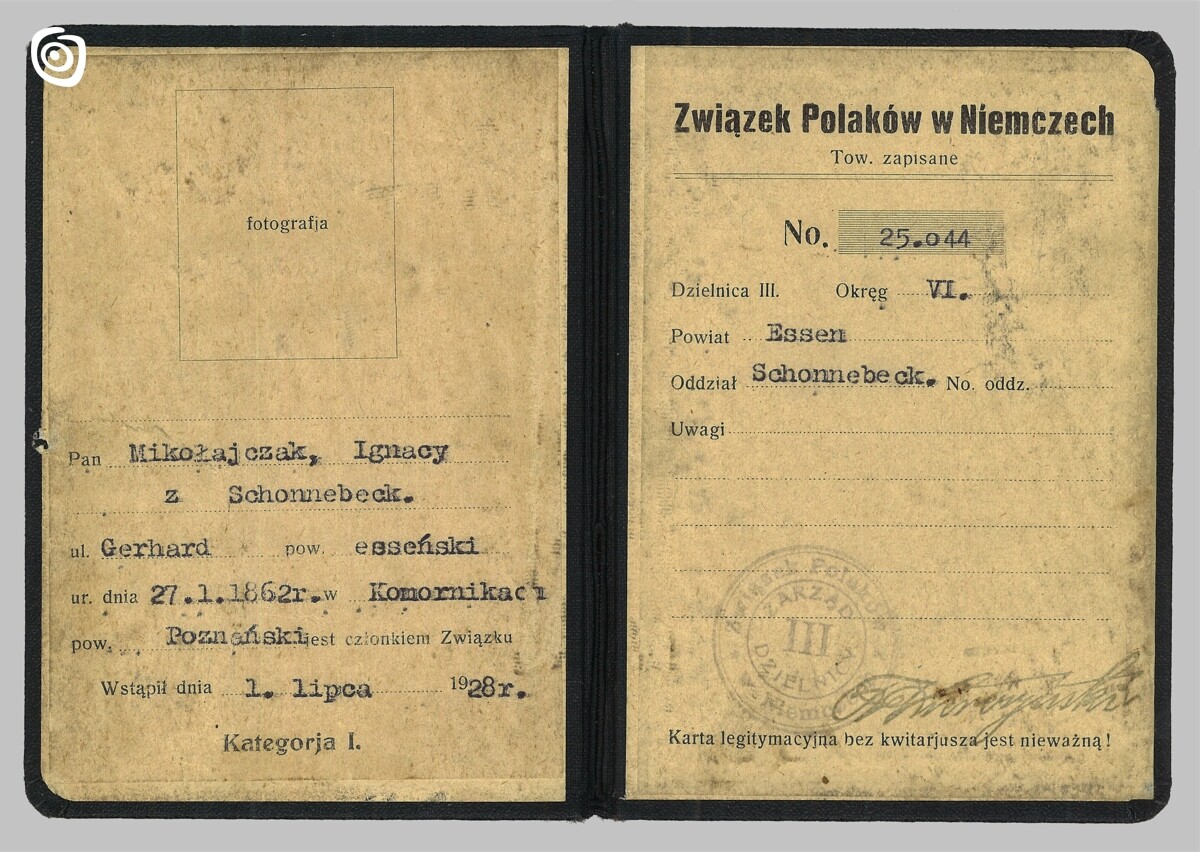 fotografja
Pan Mikołajczak, Ignacy
z Schonnebeck.
ul. Gerhard pow. esseński
ur. dnia 27.1.1862r. w Komornikach
pow. Poznański jest członkiem Związku
Wstąpił dnia 1. lipca 1928r.
Kategorja I.
Związek Polaków w Niemczech
Tow. zapisane
No. 25.o44
Dzielnica III. Okręg VI.
Powiat Essen
Oddział Schonnebeck. No. oddz.
Uwagi
ZARZĄD
III
DZIELNICY
Karta legitymacyjna bez kwitarjusza jest nieważną!